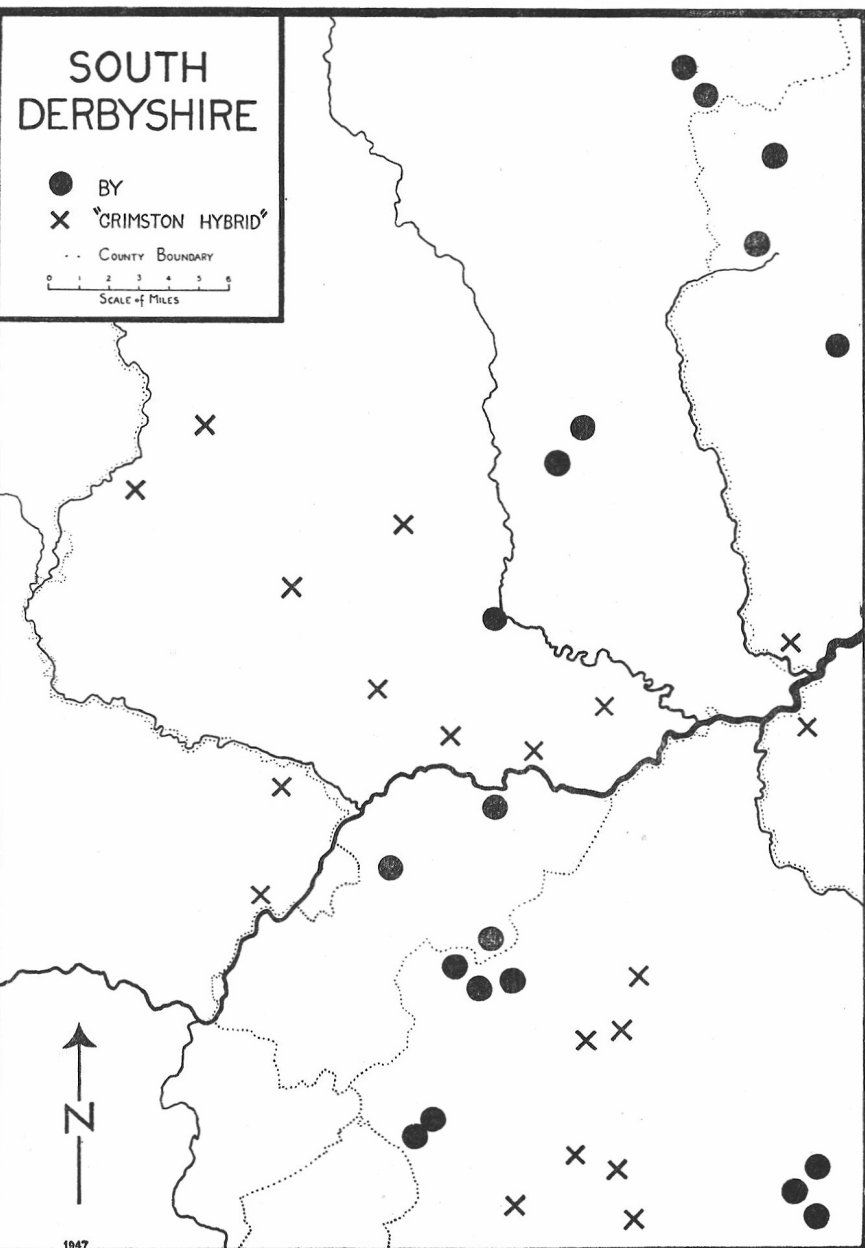 SOUTH
DERBYSHIRE
BY
"GRIMSTON HYBRID"
COUNTY BOUNDARY
0 1 2 3 4 5 6
SCALE of MILES
N
1947